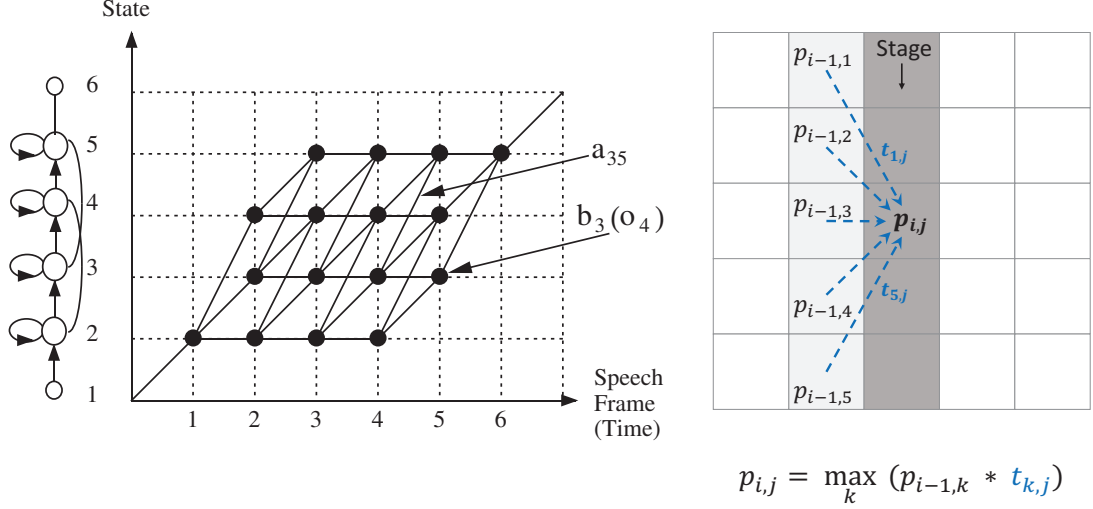 State
6
5
4
3
2
1
a₃₅
b₃(o₄)
1 2 3 4 5 6
Speech
Frame
(Time)
Stage
pᵢ₋₁,₁
pᵢ₋₁,₂
t₁,ⱼ
pᵢ₋₁,₃
pᵢ,ⱼ
t₅,ⱼ
pᵢ₋₁,₄
pᵢ₋₁,₅
pᵢ,ⱼ = max (pᵢ₋₁,ₖ * tₖ,ⱼ)
k